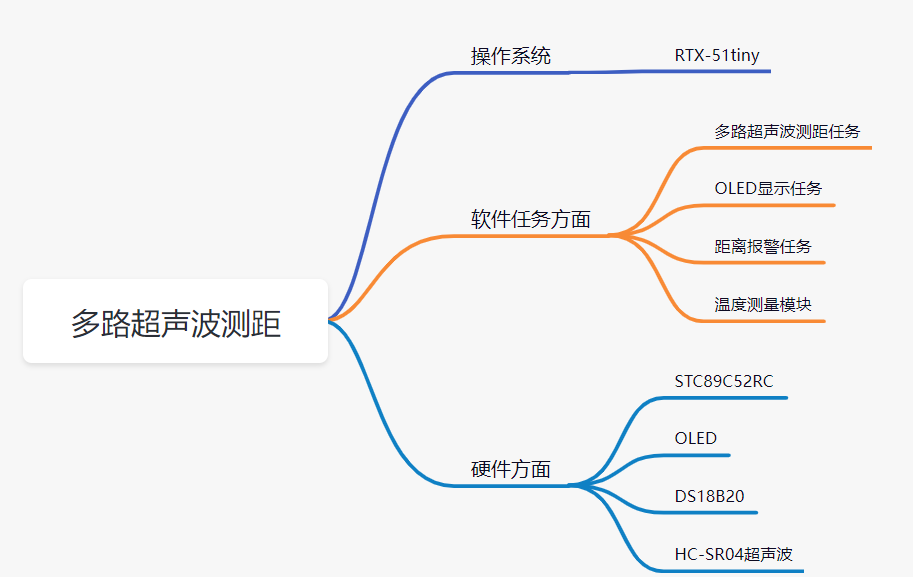 多路超声波测距
操作系统
RTX-51tiny
软件任务方面
多路超声波测距任务
OLED显示任务
距离报警任务
温度测量模块
硬件方面
STC89C52RC
OLED
DS18B20
HC-SR04超声波